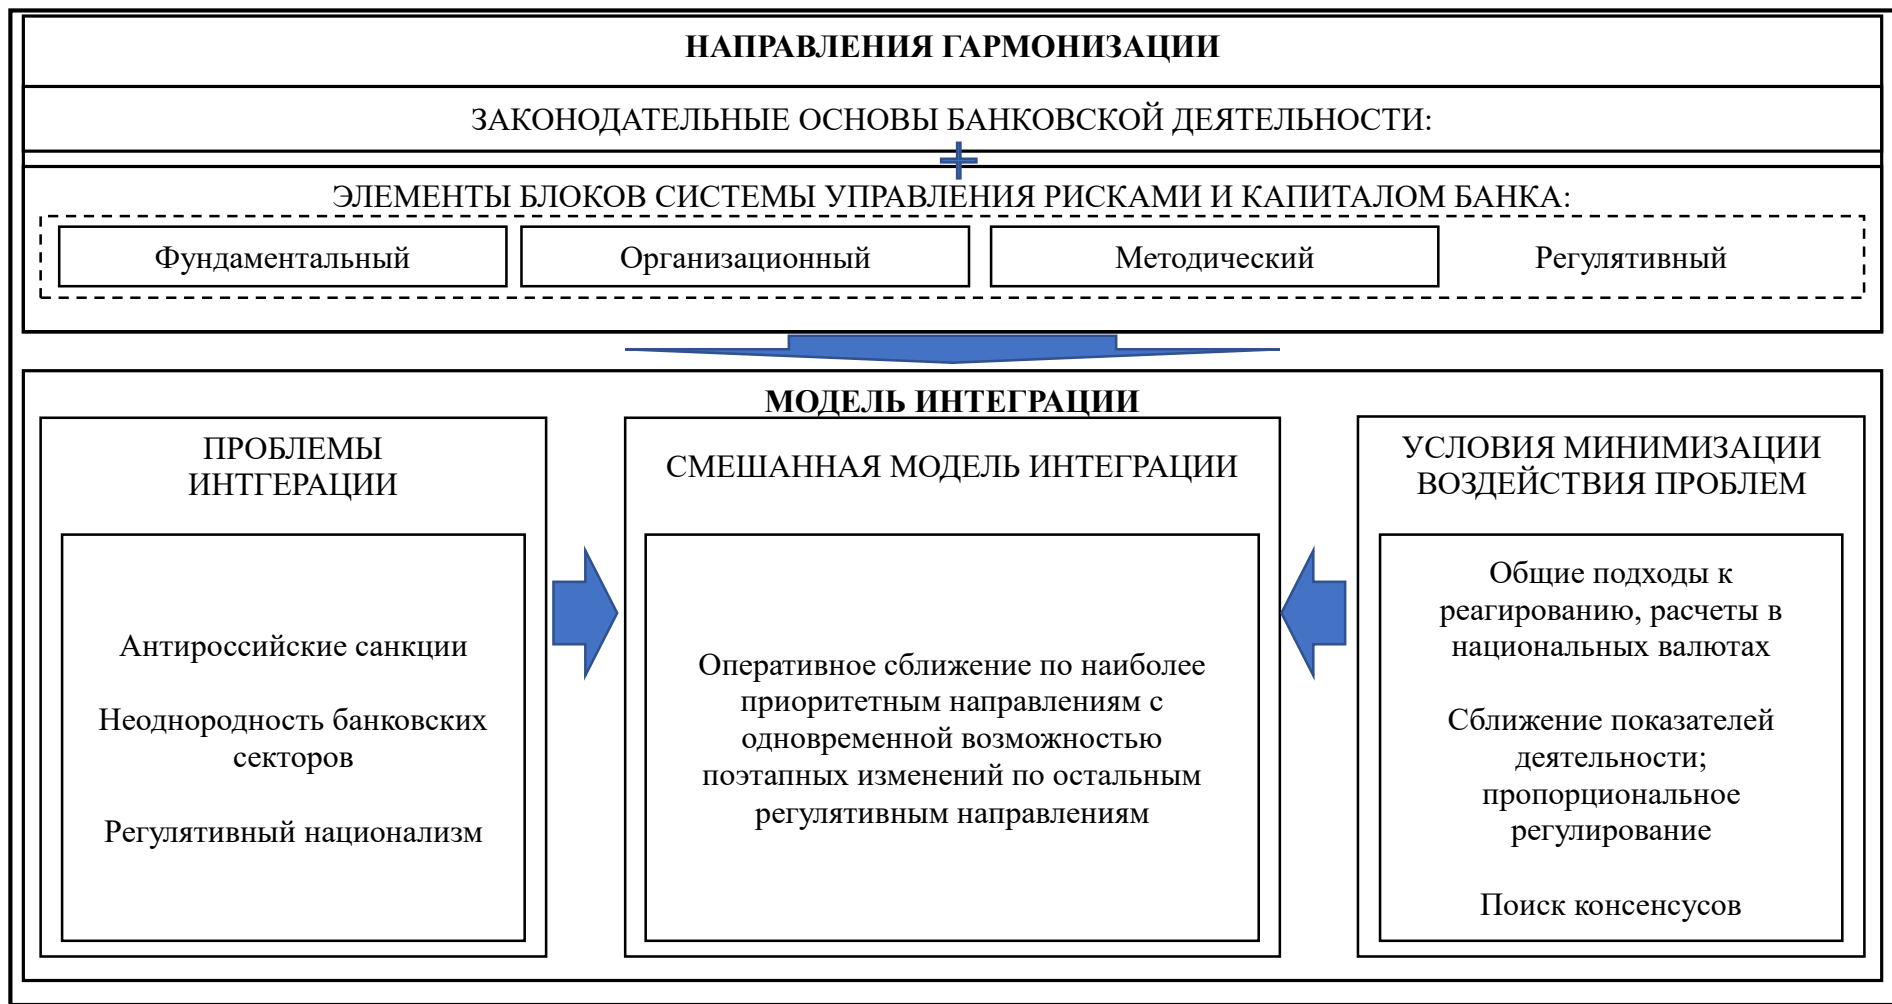 НАПРАВЛЕНИЯ ГАРМОНИЗАЦИИ
ЗАКОНОДАТЕЛЬНЫЕ ОСНОВЫ БАНКОВСКОЙ ДЕЯТЕЛЬНОСТИ:
ЭЛЕМЕНТЫ БЛОКОВ СИСТЕМЫ УПРАВЛЕНИЯ РИСКАМИ И КАПИТАЛОМ БАНКА:
Фундаментальный
Организационный
Методический
Регулятивный
МОДЕЛЬ ИНТЕГРАЦИИ
ПРОБЛЕМЫ
ИНТГЕРАЦИИ
Антироссийские санкции
Неоднородность банковских
секторов
Регулятивный национализм
СМЕШАННАЯ МОДЕЛЬ ИНТЕГРАЦИИ
Оперативное сближение по наиболее
приоритетным направлениям с
одновременной возможностью
поэтапных изменений по остальным
регулятивным направлениям
УСЛОВИЯ МИНИМИЗАЦИИ
ВОЗДЕЙСТВИЯ ПРОБЛЕМ
Общие подходы к
реагированию, расчеты в
национальных валютах
Сближение показателей
деятельности;
пропорциональное
регулирование
Поиск консенсусов